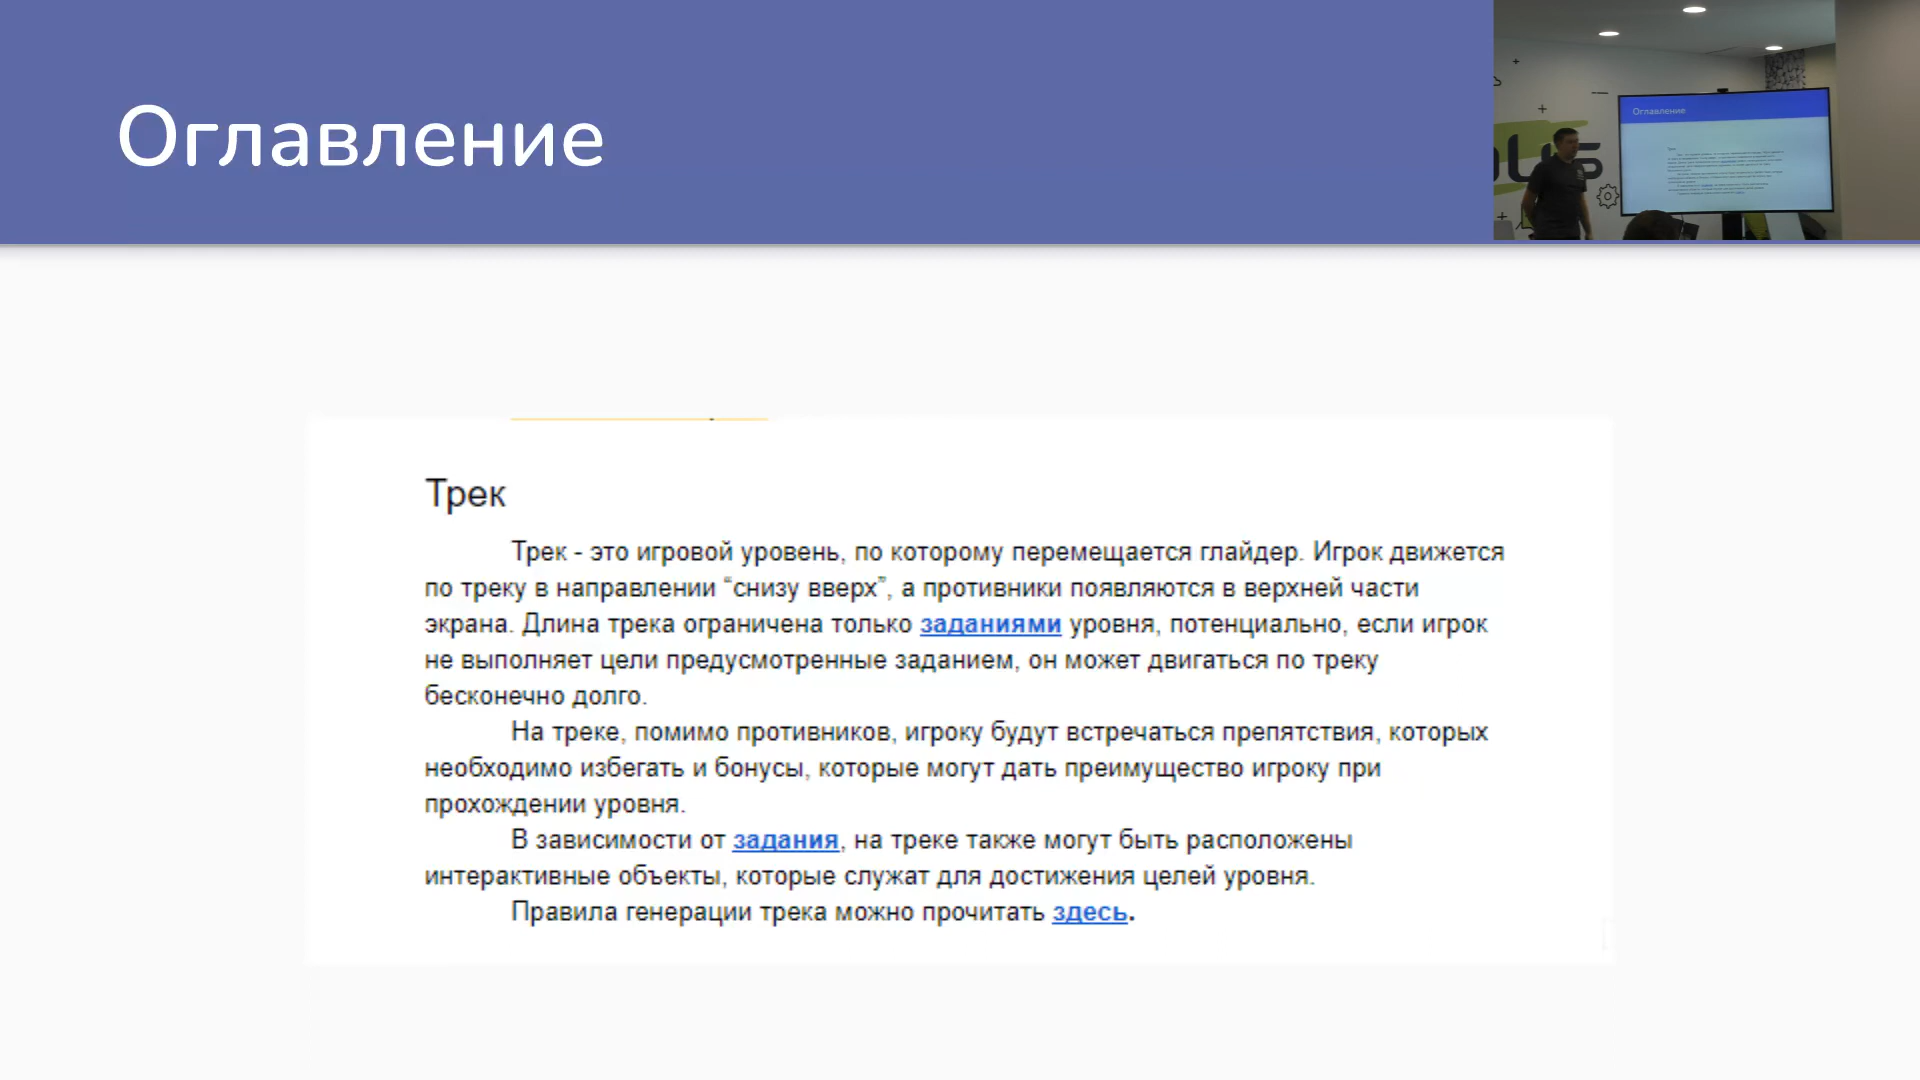 Оглавление
Оглавление
Трек
Трек - это игровой уровень, по которому перемещается глайдер. Игрок движется
по треку в направлении “снизу вверх”, а противники появляются в верхней части
экрана. Длина трека ограничена только заданиями уровня, потенциально, если игрок
не выполняет цели предусмотренные заданием, он может двигаться по треку
бесконечно долго.
На треке, помимо противников, игроку будут встречаться препятствия, которых
необходимо избегать и бонусы, которые могут дать преимущество игроку при
прохождении уровня.
В зависимости от задания, на треке также могут быть расположены
интерактивные объекты, которые служат для достижения целей уровня.
Правила генерации трека можно прочитать здесь.